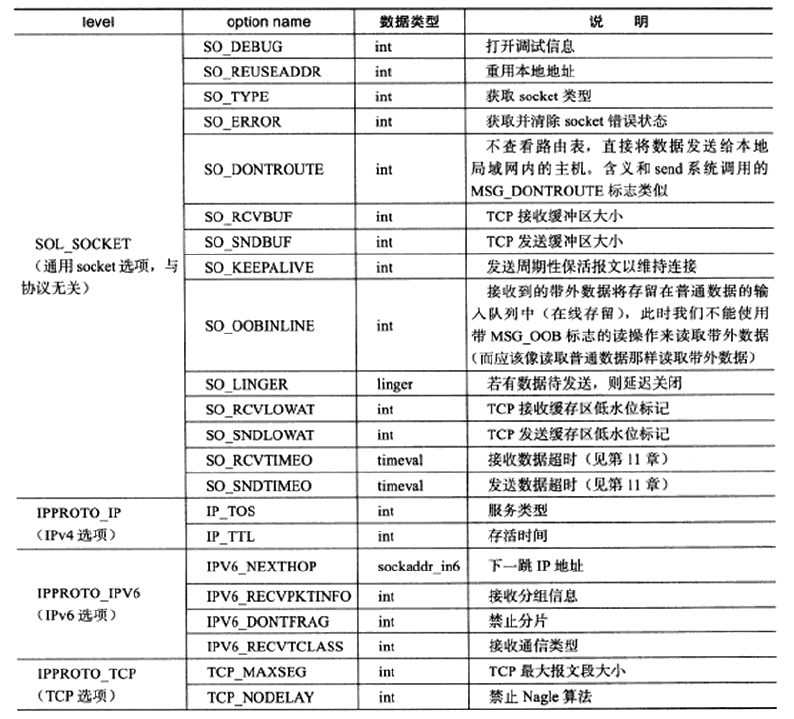 level option name 数据类型 说 明
SOL_SOCKET
（通用 socket 选项，与
协议无关）
SO_DEBUG int 打开调试信息
SO_REUSEADDR int 重用本地地址
SO_TYPE int 获取 socket 类型
SO_ERROR int 获取并清除 socket 错误状态
SO_DONTROUTE int 不查看路由表，直接将数据发送给本地
局域网内的主机。含义和 send 系统调用的
MSG_DONTROUTE 标志类似
SO_RCVBUF int TCP 接收缓冲区大小
SO_SNDBUF int TCP 发送缓冲区大小
SO_KEEPALIVE int 发送周期性保活报文以维持连接
SO_OOBINLINE int 接收到的带外数据将存留在普通数据的输
入队列中（在线存留），此时我们不能使用
带 MSG_OOB 标志的读操作来读取带外数据
（而应该像读取普通数据那样读取带外数据）
SO_LINGER linger 若有数据待发送，则延迟关闭
SO_RCVLOWAT int TCP 接收缓存区低水位标记
SO_SNDLOWAT int TCP 发送缓存区低水位标记
SO_RCVTIMEO timeval 接收数据超时（见第 11 章）
SO_SNDTIMEO timeval 发送数据超时（见第 11 章）
IPPROTO_IP
（IPv4 选项）
IP_TOS int 服务类型
IP_TTL int 存活时间
IPPROTO_IPV6
（IPv6 选项）
IPV6_NEXTHOP sockaddr_in6 下一跳 IP 地址
IPV6_RECVPKTINFO int 接收分组信息
IPV6_DONTFRAG int 禁止分片
IPV6_RECVTCLASS int 接收通信类型
IPPROTO_TCP
（TCP 选项）
TCP_MAXSEG int TCP 最大报文段大小
TCP_NODELAY int 禁止 Nagle 算法